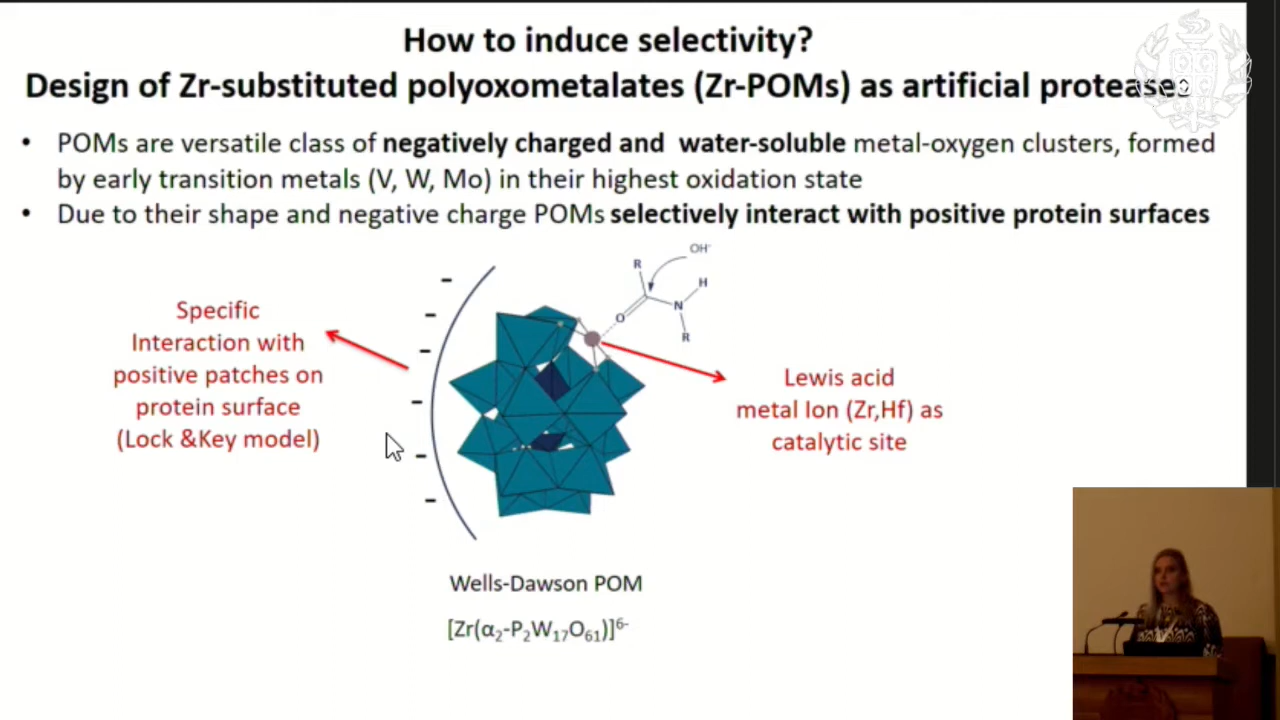 How to induce selectivity?
Design of Zr-substituted polyoxometalates (Zr-POMs) as artificial proteases
• POMs are versatile class of negatively charged and water-soluble metal-oxygen clusters, formed
by early transition metals (V, W, Mo) in their highest oxidation state
• Due to their shape and negative charge POMs selectively interact with positive protein surfaces
Specific
Interaction with
positive patches on
protein surface
(Lock &Key model)
OH⁻
R
H
N
O
R
Lewis acid
metal Ion (Zr,Hf) as
catalytic site
Wells-Dawson POM
[Zr(α₂-P₂W₁₇O₆₁)]⁶⁻